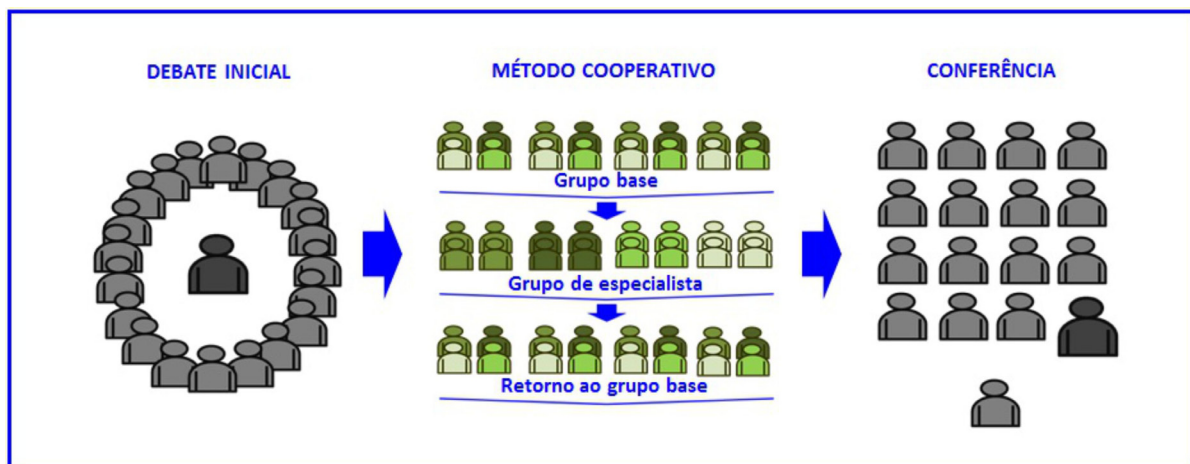 DEBATE INICIAL
MÉTODO COOPERATIVO
CONFERÊNCIA
Grupo base
Grupo de especialista
Retorno ao grupo base